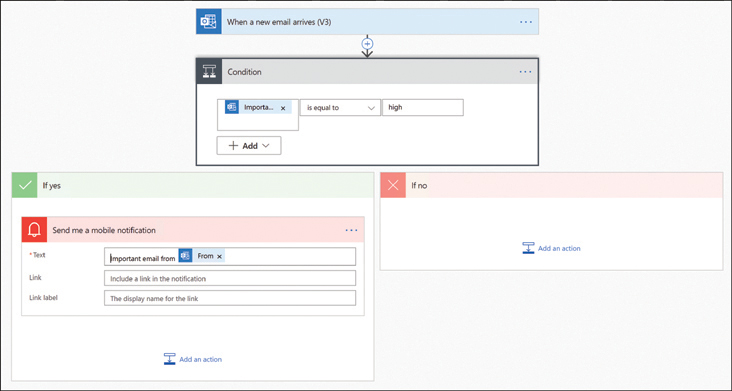 When a new email arrives (V3)
Condition
Importa...
is equal to
high
Add
If yes
If no
Send me a mobile notification
*Text
Important email from From
Link
Include a link in the notification
Link label
The display name for the link
Add an action
Add an action